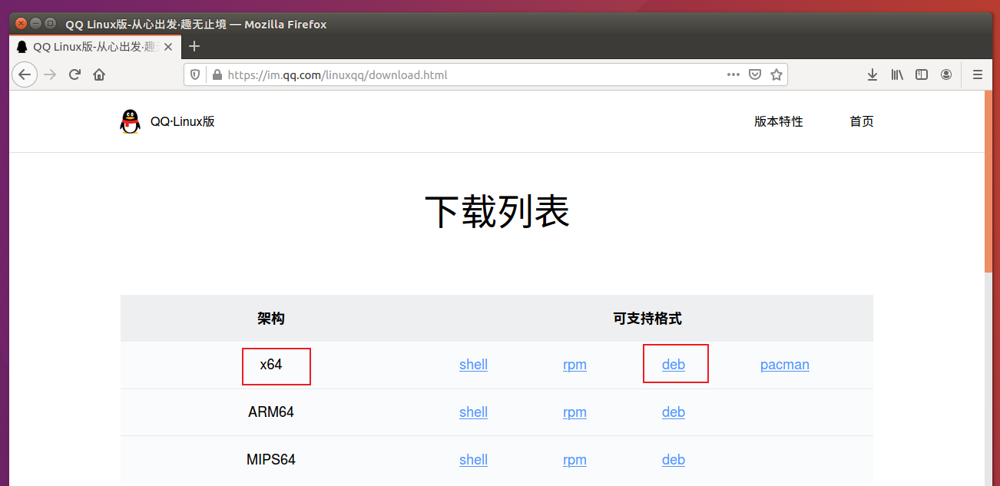 QQ Linux版-从心出发·趣无止境 — Mozilla Firefox
QQ Linux版-从心出发·趣
https://im.qq.com/linuxqq/download.html
QQ·Linux版 版本特性 首页
下载列表
架构 可支持格式
x64 shell rpm deb pacman
ARM64 shell rpm deb
MIPS64 shell rpm deb